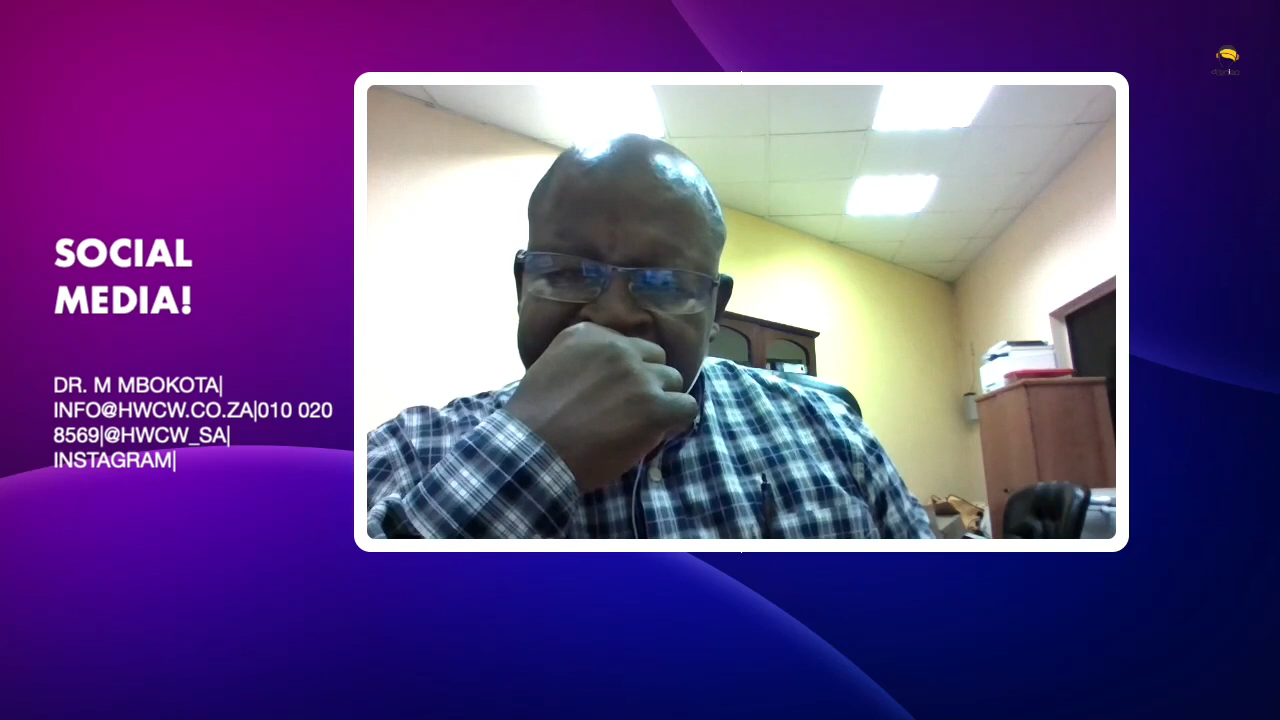 SOCIAL
MEDIA!
DR. M MBOKOTA|
INFO@HWCW.CO.ZA|010 020
8569|@HWCW_SA|
INSTAGRAM|